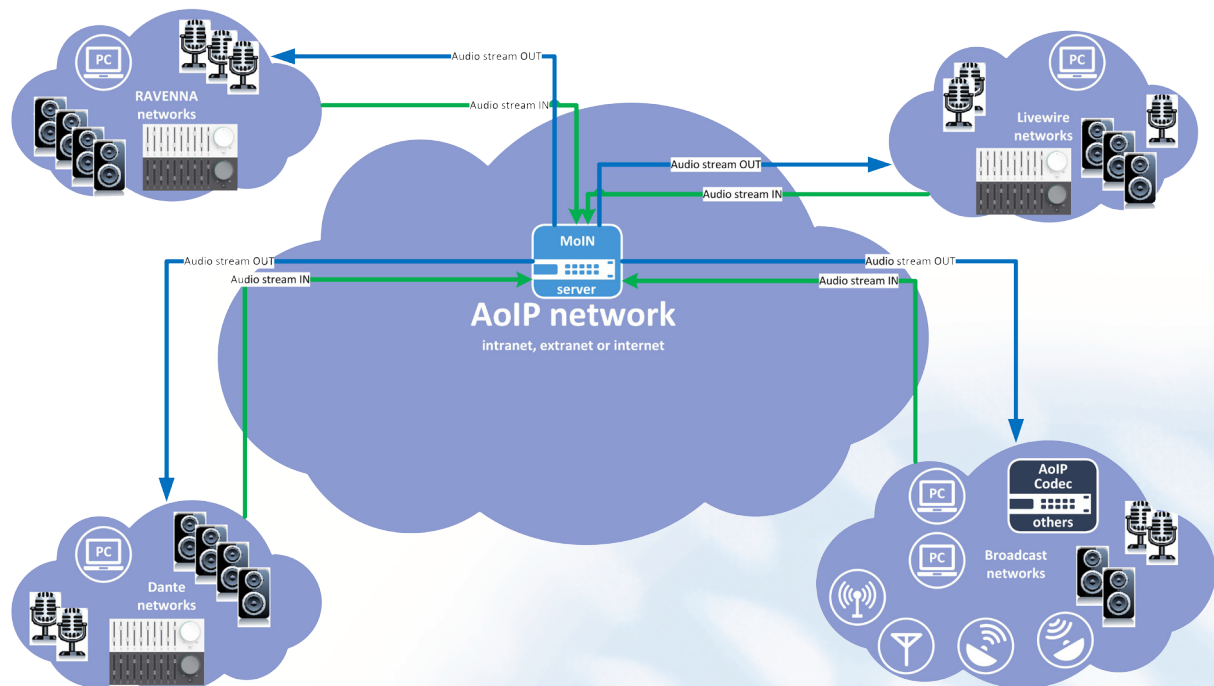 PC
RAVENNA
networks
Audio stream OUT
Audio stream IN
PC
Livewire
networks
Audio stream OUT
Audio stream IN
MoIN
server
AoIP network
intranet, extranet or internet
Audio stream OUT
Audio stream IN
Audio stream OUT
Audio stream IN
PC
Dante
networks
PC
AoIP
Codec
others
PC
Broadcast
networks